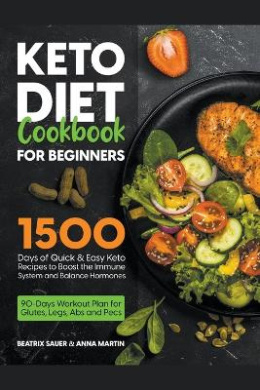 KETO
DIET
Cookbook
FOR BEGINNERS
1500
Days of Quick & Easy Keto
Recipes to Boost the Immune
System and Balance Hormones
90-Days Workout Plan for
Glutes, Legs, Abs and Pecs
BEATRIX SAUER & ANNA MARTIN